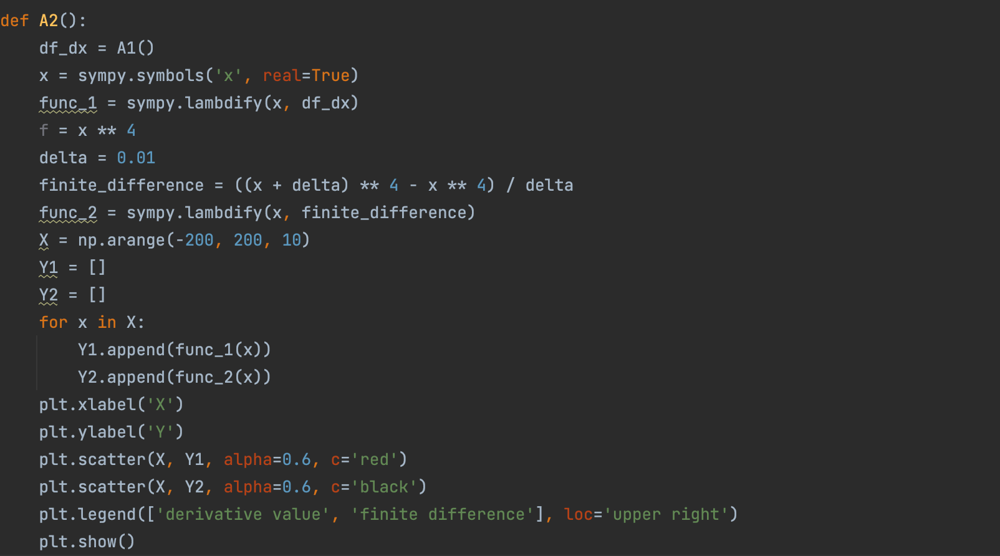 def A2():
    df_dx = A1()
    x = sympy.symbols('x', real=True)
    func_1 = sympy.lambdify(x, df_dx)
    f = x ** 4
    delta = 0.01
    finite_difference = ((x + delta) ** 4 - x ** 4) / delta
    func_2 = sympy.lambdify(x, finite_difference)
    X = np.arange(-200, 200, 10)
    Y1 = []
    Y2 = []
    for x in X:
        Y1.append(func_1(x))
        Y2.append(func_2(x))
    plt.xlabel('X')
    plt.ylabel('Y')
    plt.scatter(X, Y1, alpha=0.6, c='red')
    plt.scatter(X, Y2, alpha=0.6, c='black')
    plt.legend(['derivative value', 'finite difference'], loc='upper right')
    plt.show()